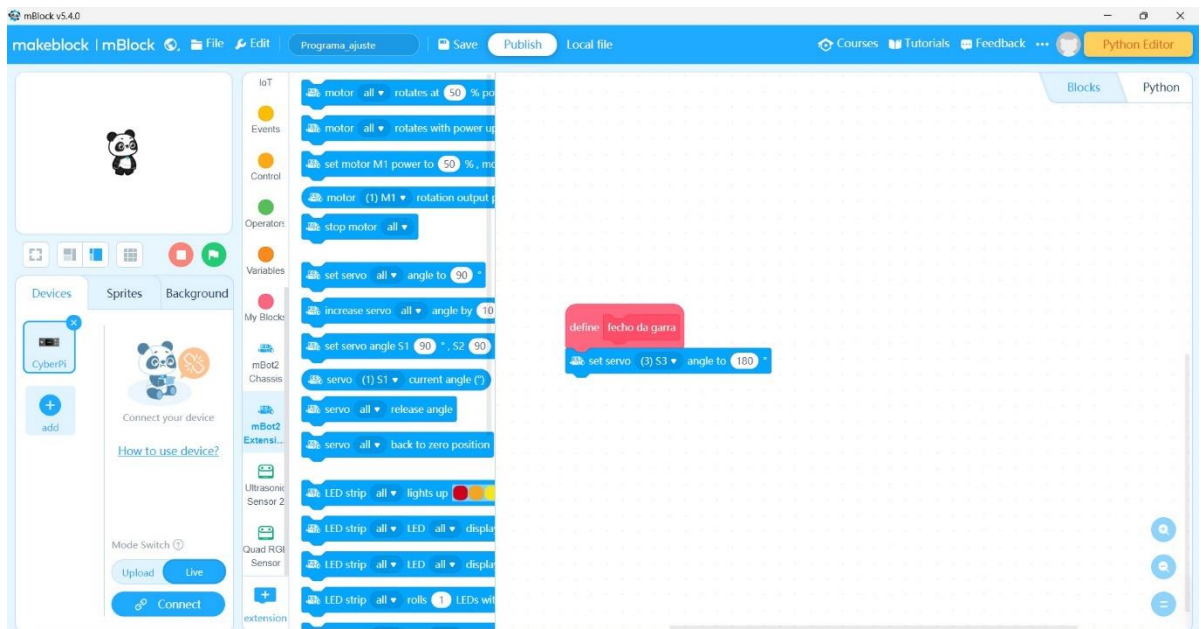 mBlock v5.4.0
makeblock | mBlock File Edit Programa_ajuste Save Publish Local file Courses Tutorials Feedback Python Editor
Blocks Python
Devices Sprites Background
CyberPi
add
Connect your device
How to use device?
Mode Switch
Upload Live
Connect
IoT
Events
Control
Operators
Variables
My Blocks
mBot2
Chassis
mBot2
Extensi...
Ultrasonic
Sensor 2
Quad RGB
Sensor
extension
motor all rotates at 50 % po
motor all rotates with power up
set motor M1 power to 50 % , mo
motor (1) M1 rotation output p
stop motor all
set servo all angle to 90 °
increase servo all angle by 10
set servo angle S1 90 ° , S2 90
servo (1) S1 current angle (°)
servo all release angle
servo all back to zero position
LED strip all lights up
LED strip all LED all displa
LED strip all LED all displa
LED strip all rolls 1 LEDs wit
define fecho da garra
set servo (3) S3 angle to 180 °